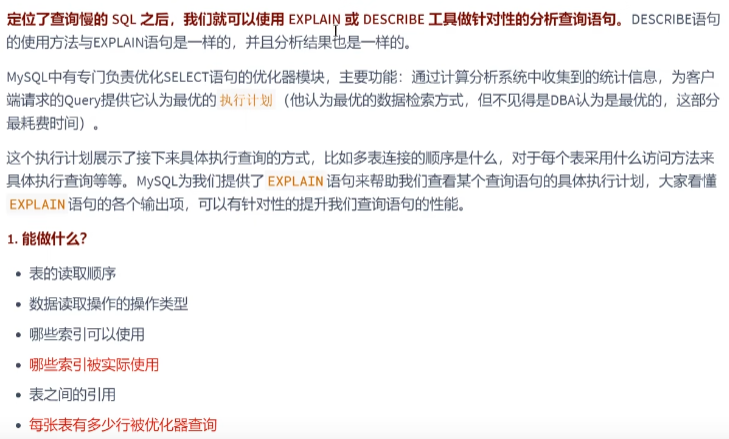 定位了查询慢的 SQL 之后，我们就可以使用 EXPLAIN 或 DESCRIBE 工具做针对性的分析查询语句。DESCRIBE语句
的使用方法与EXPLAIN语句是一样的，并且分析结果也是一样的。
MySQL中有专门负责优化SELECT语句的优化器模块，主要功能：通过计算分析系统中收集到的统计信息，为客户
端请求的Query提供它认为最优的 执行计划 （他认为最优的数据检索方式，但不见得是DBA认为是最优的，这部分
最耗费时间）。
这个执行计划展示了接下来具体执行查询的方式，比如多表连接的顺序是什么，对于每个表采用什么访问方法来
具体执行查询等等。MySQL为我们提供了 EXPLAIN 语句来帮助我们查看某个查询语句的具体执行计划，大家看懂
EXPLAIN 语句的各个输出项，可以有针对性的提升我们查询语句的性能。
1. 能做什么？
• 表的读取顺序
• 数据读取操作的操作类型
• 哪些索引可以使用
• 哪些索引被实际使用
• 表之间的引用
• 每张表有多少行被优化器查询